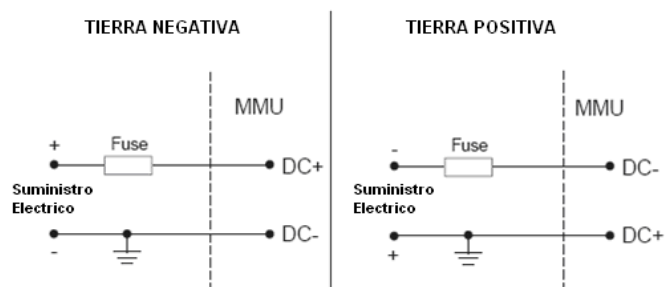 TIERRA NEGATIVA
MMU
+
Fuse
DC+
Suministro
Electrico
DC-
-
TIERRA POSITIVA
MMU
-
Fuse
DC-
Suministro
Electrico
DC+
+